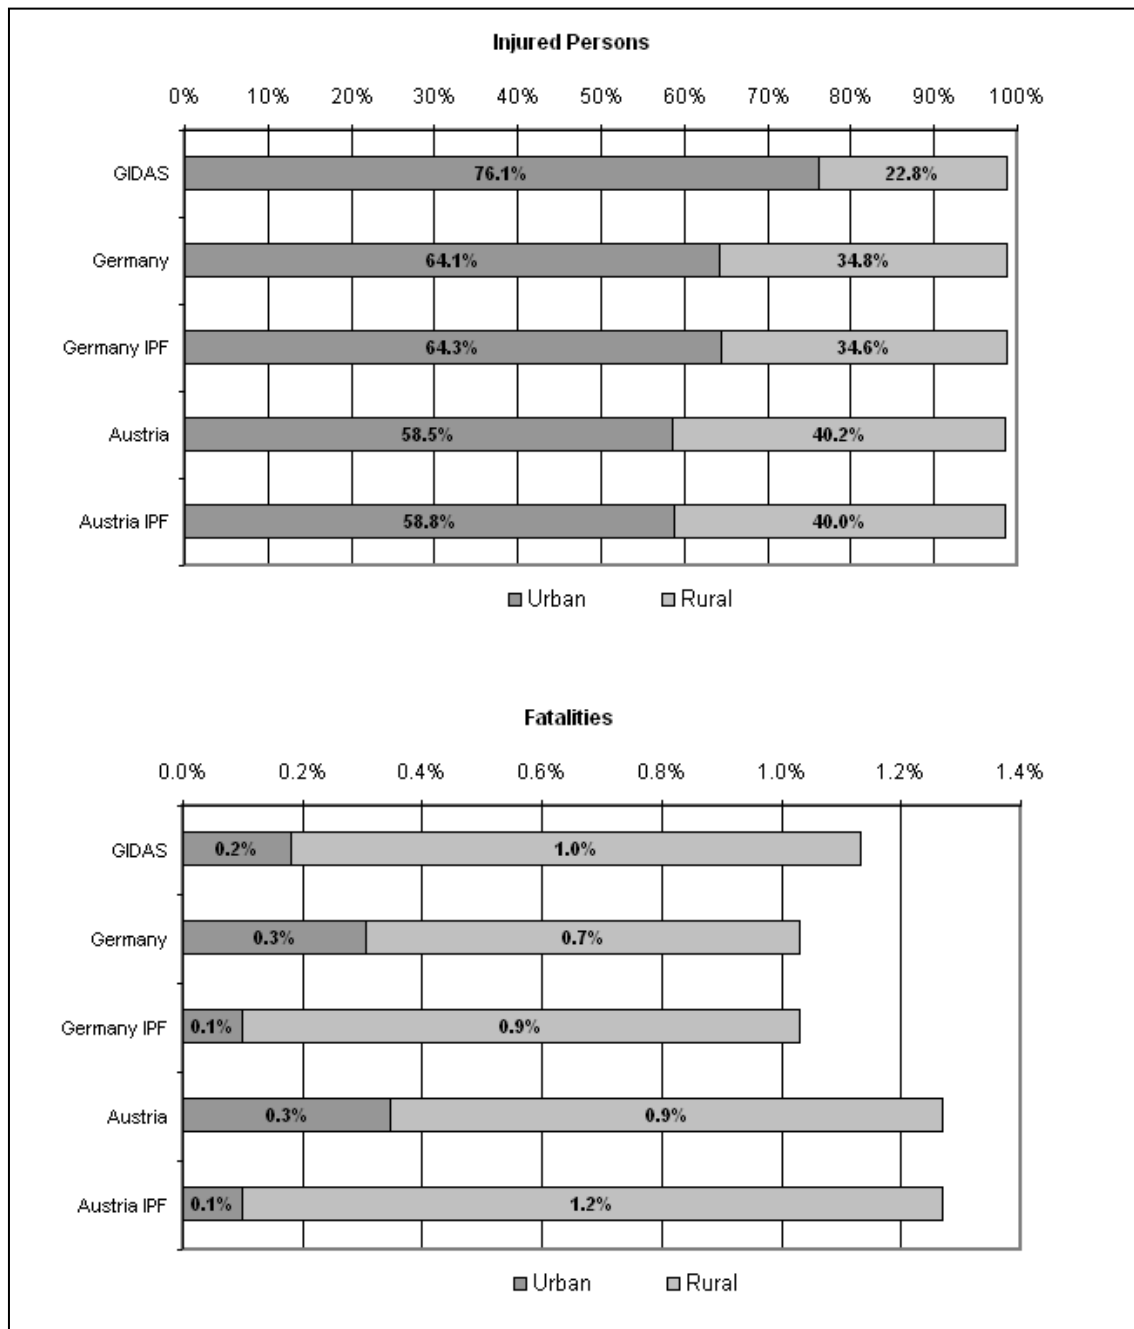 Injured Persons
0% 10% 20% 30% 40% 50% 60% 70% 80% 90% 100%
GIDAS 76.1% 22.8%
Germany 64.1% 34.8%
Germany IPF 64.3% 34.6%
Austria 58.5% 40.2%
Austria IPF 58.8% 40.0%
Urban Rural
Fatalities
0.0% 0.2% 0.4% 0.6% 0.8% 1.0% 1.2% 1.4%
GIDAS 0.2% 1.0%
Germany 0.3% 0.7%
Germany IPF 0.1% 0.9%
Austria 0.3% 0.9%
Austria IPF 0.1% 1.2%
Urban Rural